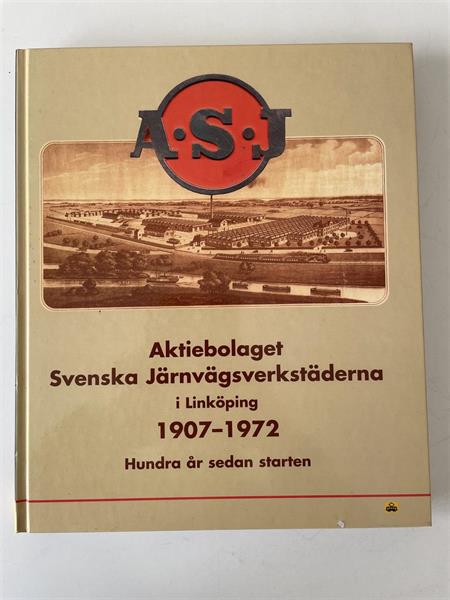 A·S·J
Aktiebolaget
Svenska Järnvägsverkstäderna
i Linköping
1907–1972
Hundra år sedan starten